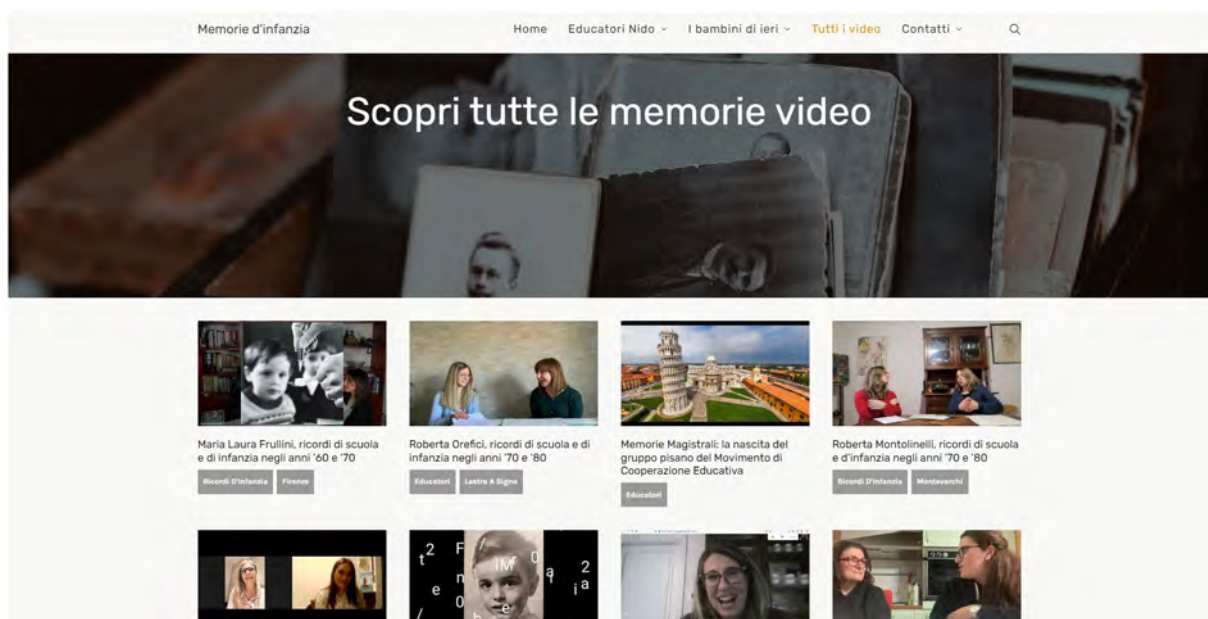 Memorie d'infanzia
Home Educatori Nido I bambini di ieri Tutti i video Contatti
Scopri tutte le memorie video
Maria Laura Frullini, ricordi di scuola
e di infanzia negli anni '60 e '70
Ricordi D'Infanzia Firenze
Roberta Orefici, ricordi di scuola e di
infanzia negli anni '70 e '80
Educatori Lastra A Signa
Memorie Magistrali: la nascita del
gruppo pisano del Movimento di
Cooperazione Educativa
Educatori
Roberta Montolinelli, ricordi di scuola
e d'infanzia negli anni '70 e '80
Ricordi D'Infanzia Montevarchi